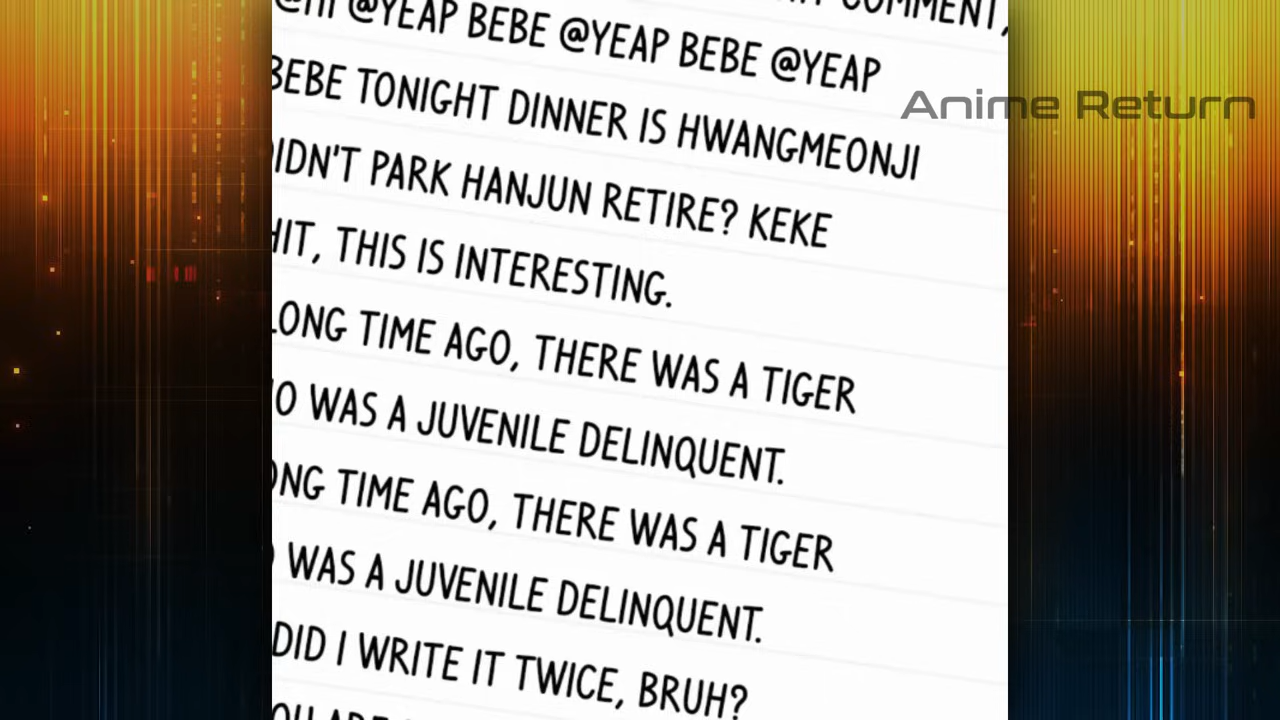 COMMENT,
@YEAP BEBE @YEAP BEBE @YEAP
BEBE TONIGHT DINNER IS HWANGMEONJI
Anime Return
DIDN'T PARK HANJUN RETIRE? KEKE
HIT, THIS IS INTERESTING.
LONG TIME AGO, THERE WAS A TIGER
O WAS A JUVENILE DELINQUENT.
ONG TIME AGO, THERE WAS A TIGER
WAS A JUVENILE DELINQUENT.
DID I WRITE IT TWICE, BRUH?